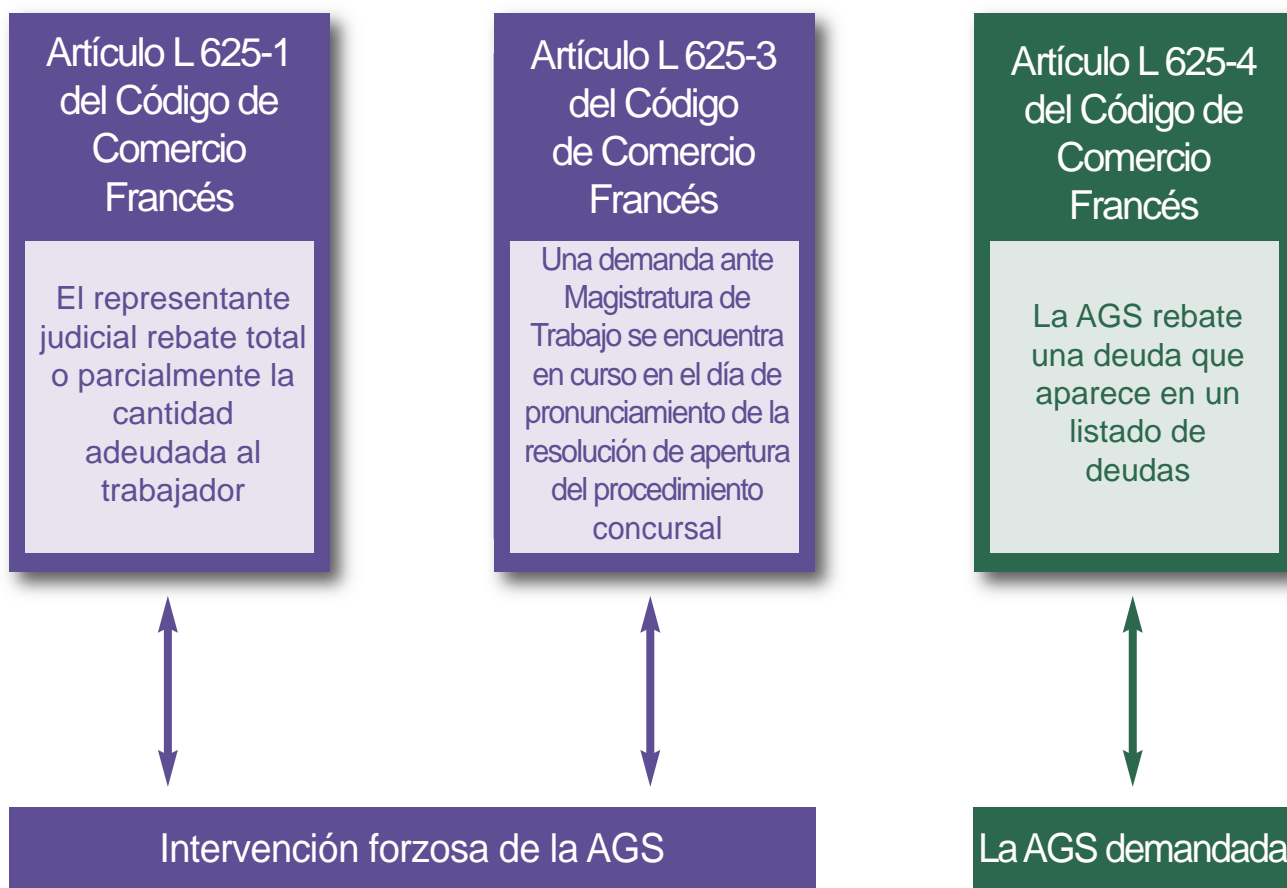 Artículo L 625-1
del Código de
Comercio
Francés
El representante
judicial rebate total
o parcialmente la
cantidad
adeudada al
trabajador
Artículo L 625-3
del Código
de Comercio
Francés
Una demanda ante
Magistratura de
Trabajo se encuentra
en curso en el día de
pronunciamiento de la
resolución de apertura
del procedimiento
concursal
Artículo L 625-4
del Código de
Comercio
Francés
La AGS rebate
una deuda que
aparece en un
listado de
deudas
Intervención forzosa de la AGS
La AGS demandada